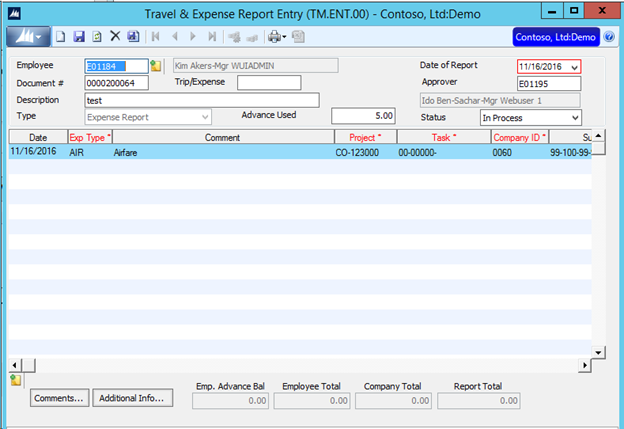 Travel & Expense Report Entry (TM.ENT.00) - Contoso, Ltd:Demo
Contoso, Ltd:Demo
Employee E01184 Kim Akers-Mgr WUIADMIN Date of Report 11/16/2016
Document # 0000200064 Trip/Expense Approver E01195
Description test Ido Ben-Sachar-Mgr Webuser 1
Type Expense Report Advance Used 5.00 Status In Process
Date Exp Type * Comment Project * Task * Company ID * Su
11/16/2016 AIR Airfare CO-123000 00-00000- 0060 99-100-99-
Emp. Advance Bal Employee Total Company Total Report Total
Comments... Additional Info... 0.00 0.00 0.00 0.00